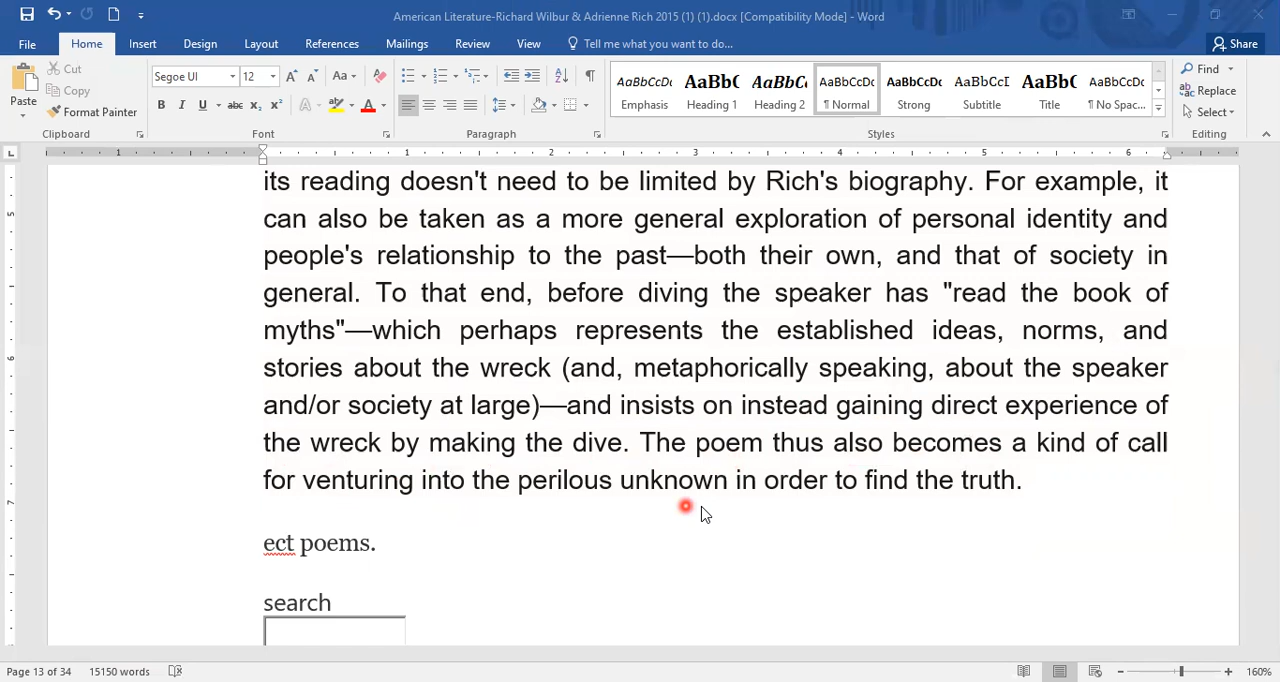 American Literature-Richard Wilbur & Adrienne Rich 2015 (1) (1).docx [Compatibility Mode] - Word
File Home Insert Design Layout References Mailings Review View Tell me what you want to do... Share
Paste
Cut
Copy
Format Painter
Clipboard
Segoe UI 12
Font
Paragraph
AaBbCcDc AaBbC AaBbCc AaBbCcDc AaBbCcDc AaBbCcI AaBbC AaBbCcDc
Emphasis Heading 1 Heading 2 ¶ Normal Strong Subtitle Title ¶ No Spac...
Styles
Find
Replace
Select
Editing
its reading doesn't need to be limited by Rich's biography. For example, it
can also be taken as a more general exploration of personal identity and
people's relationship to the past—both their own, and that of society in
general. To that end, before diving the speaker has "read the book of
myths"—which perhaps represents the established ideas, norms, and
stories about the wreck (and, metaphorically speaking, about the speaker
and/or society at large)—and insists on instead gaining direct experience of
the wreck by making the dive. The poem thus also becomes a kind of call
for venturing into the perilous unknown in order to find the truth.
ect poems.
search
Page 13 of 34 15150 words 160%